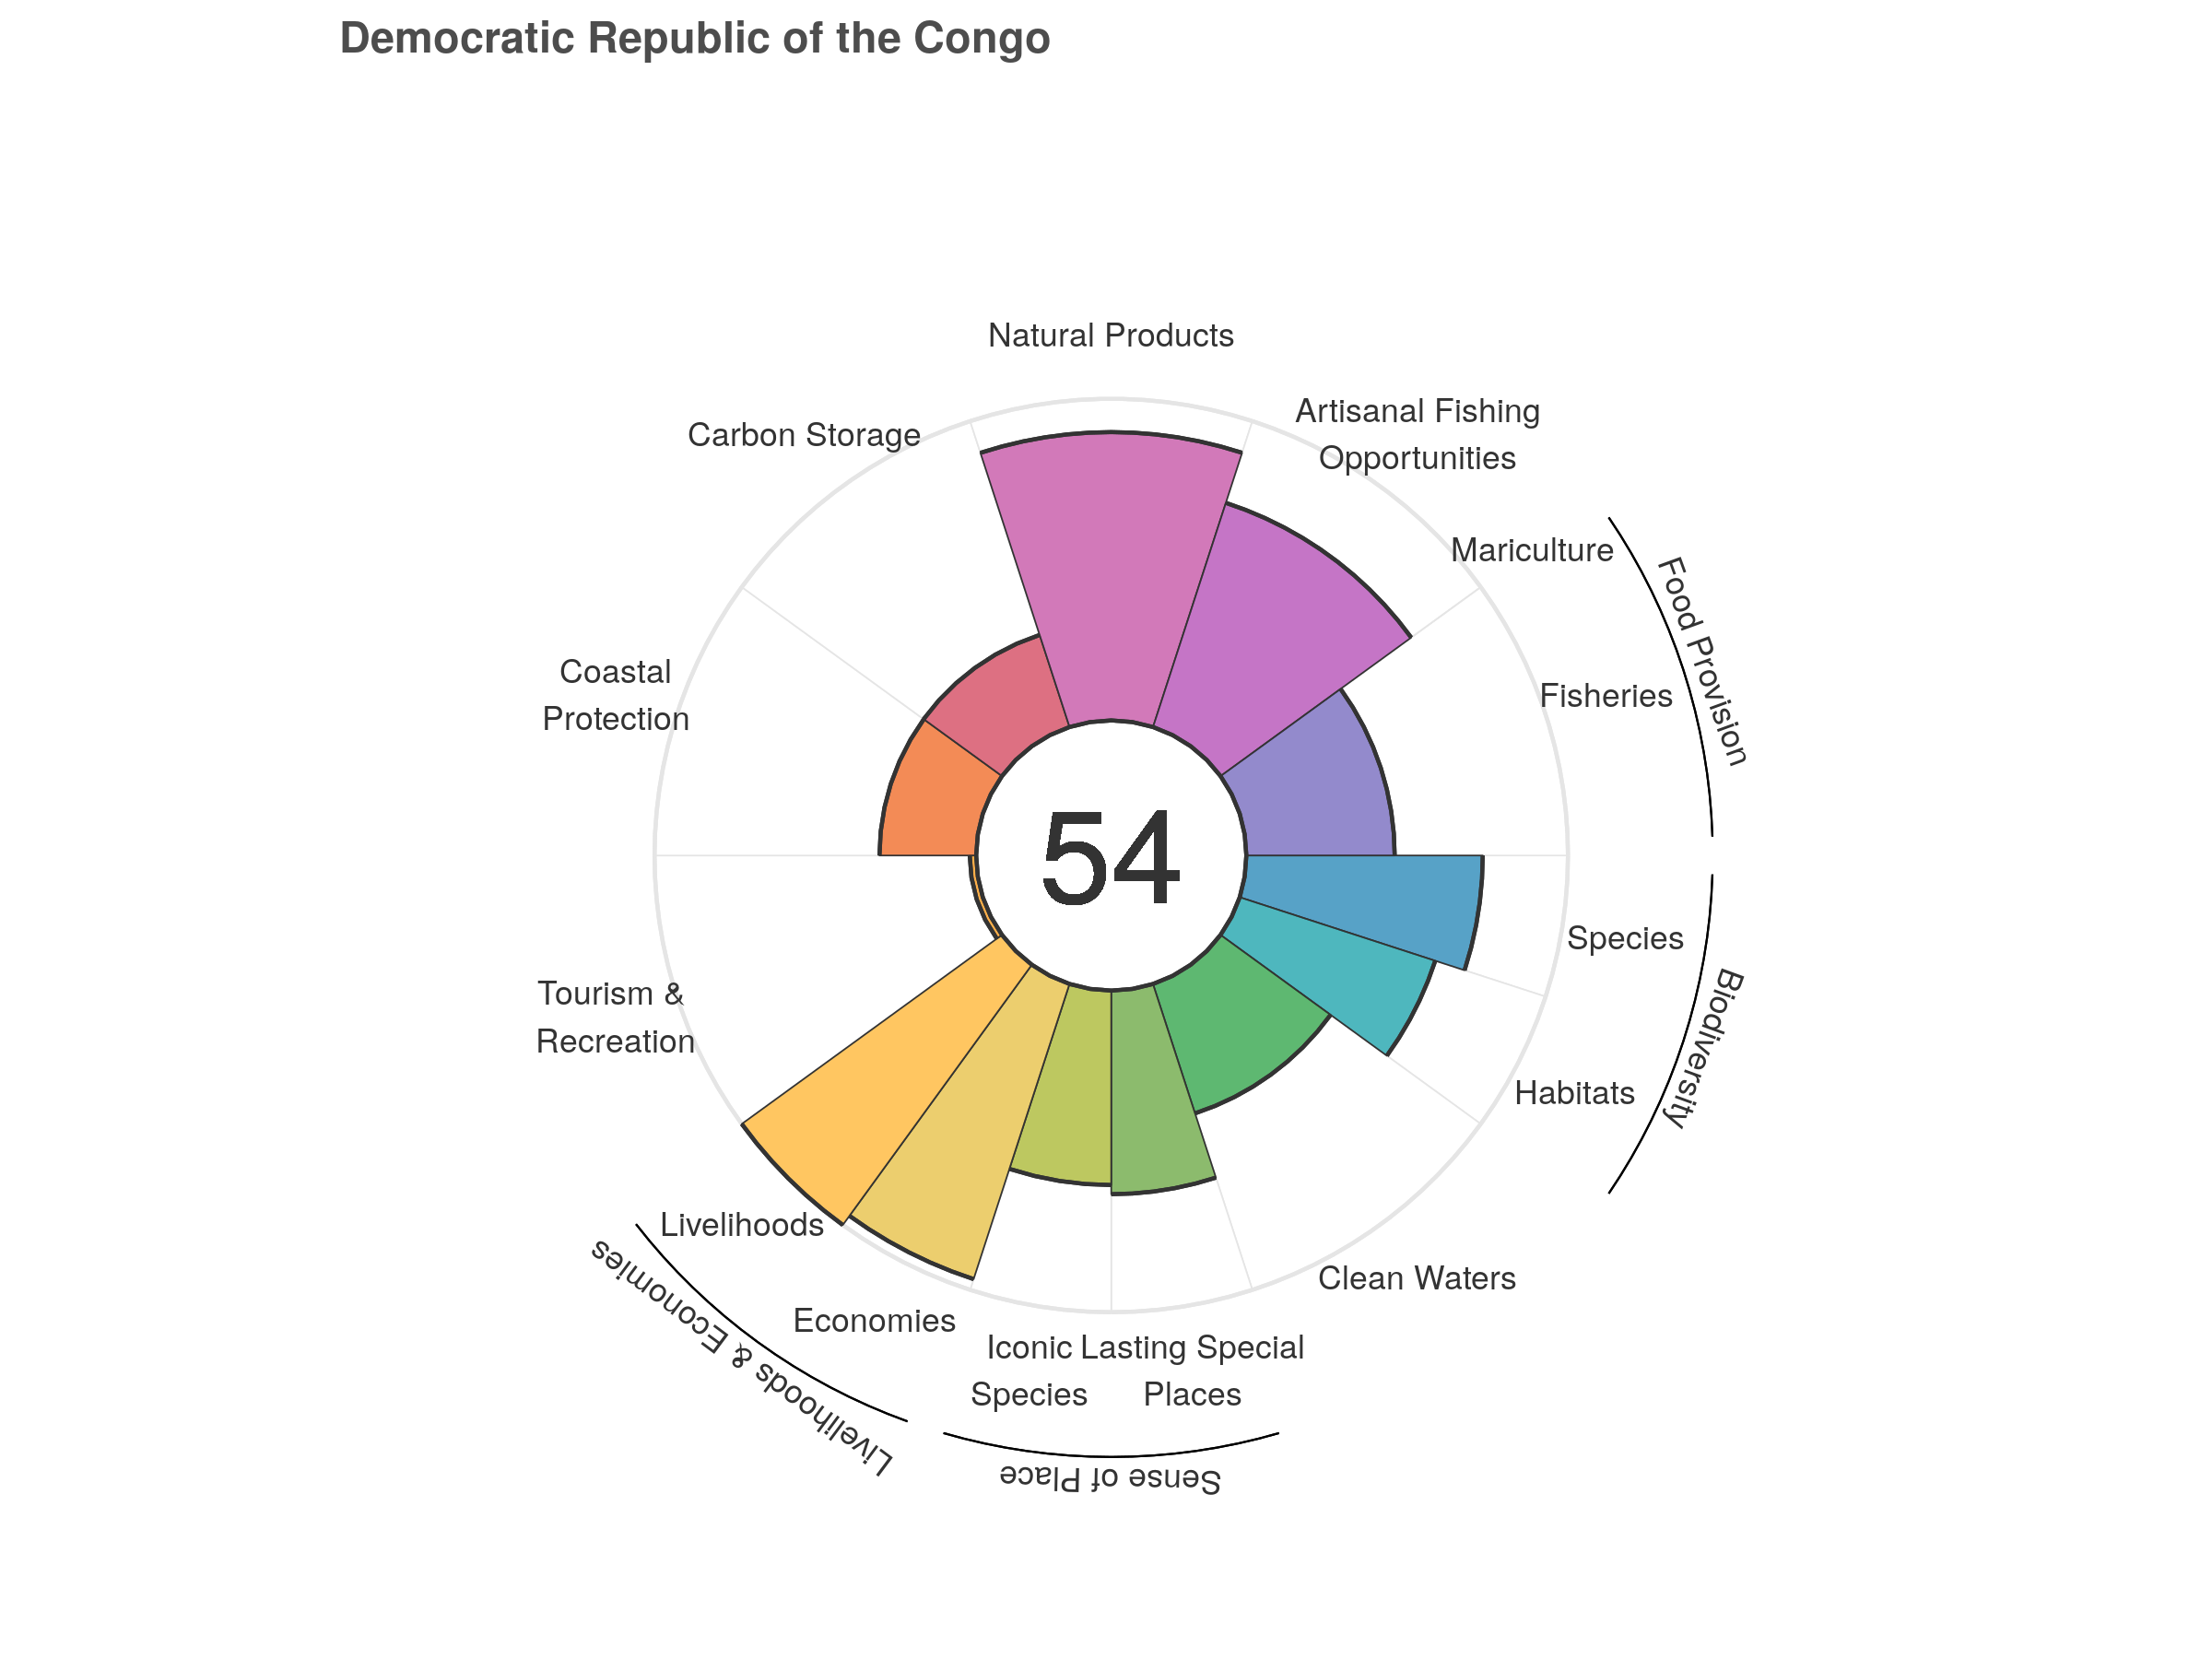 Democratic Republic of the Congo
Natural Products
Artisanal Fishing
Opportunities
Carbon Storage
Mariculture
Food Provision
Coastal
Protection
Fisheries
54
Species
Biodiversity
Tourism &
Recreation
Habitats
Livelihoods
Livelihoods & Economies
Clean Waters
Economies
Iconic
Species
Lasting Special
Places
Sense of Place